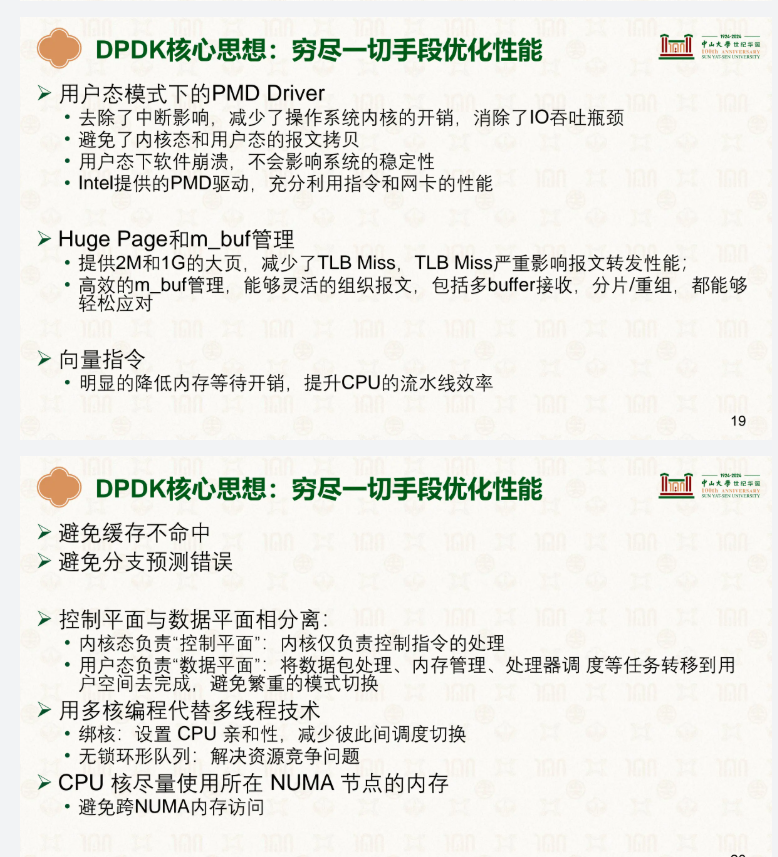 DPDK核心思想：穷尽一切手段优化性能
1924-2024
中山大學 世纪华诞
100th ANNIVERSARY
SUN YAT-SEN UNIVERSITY
➢ 用户态模式下的PMD Driver
• 去除了中断影响，减少了操作系统内核的开销，消除了IO吞吐瓶颈
• 避免了内核态和用户态的报文拷贝
• 用户态下软件崩溃，不会影响系统的稳定性
• Intel提供的PMD驱动，充分利用指令和网卡的性能
➢ Huge Page和m_buf管理
• 提供2M和1G的大页，减少了TLB Miss，TLB Miss严重影响报文转发性能；
• 高效的m_buf管理，能够灵活的组织报文，包括多buffer接收，分片/重组，都能够
轻松应对
➢ 向量指令
• 明显的降低内存等待开销，提升CPU的流水线效率
19
DPDK核心思想：穷尽一切手段优化性能
1924-2024
中山大學 世纪华诞
100th ANNIVERSARY
SUN YAT-SEN UNIVERSITY
➢ 避免缓存不命中
➢ 避免分支预测错误
➢ 控制平面与数据平面相分离：
• 内核态负责“控制平面”：内核仅负责控制指令的处理
• 用户态负责“数据平面”：将数据包处理、内存管理、处理器调 度等任务转移到用
户空间去完成，避免繁重的模式切换
➢ 用多核编程代替多线程技术
• 绑核：设置 CPU 亲和性，减少彼此间调度切换
• 无锁环形队列：解决资源竞争问题
➢ CPU 核尽量使用所在 NUMA 节点的内存
• 避免跨NUMA内存访问